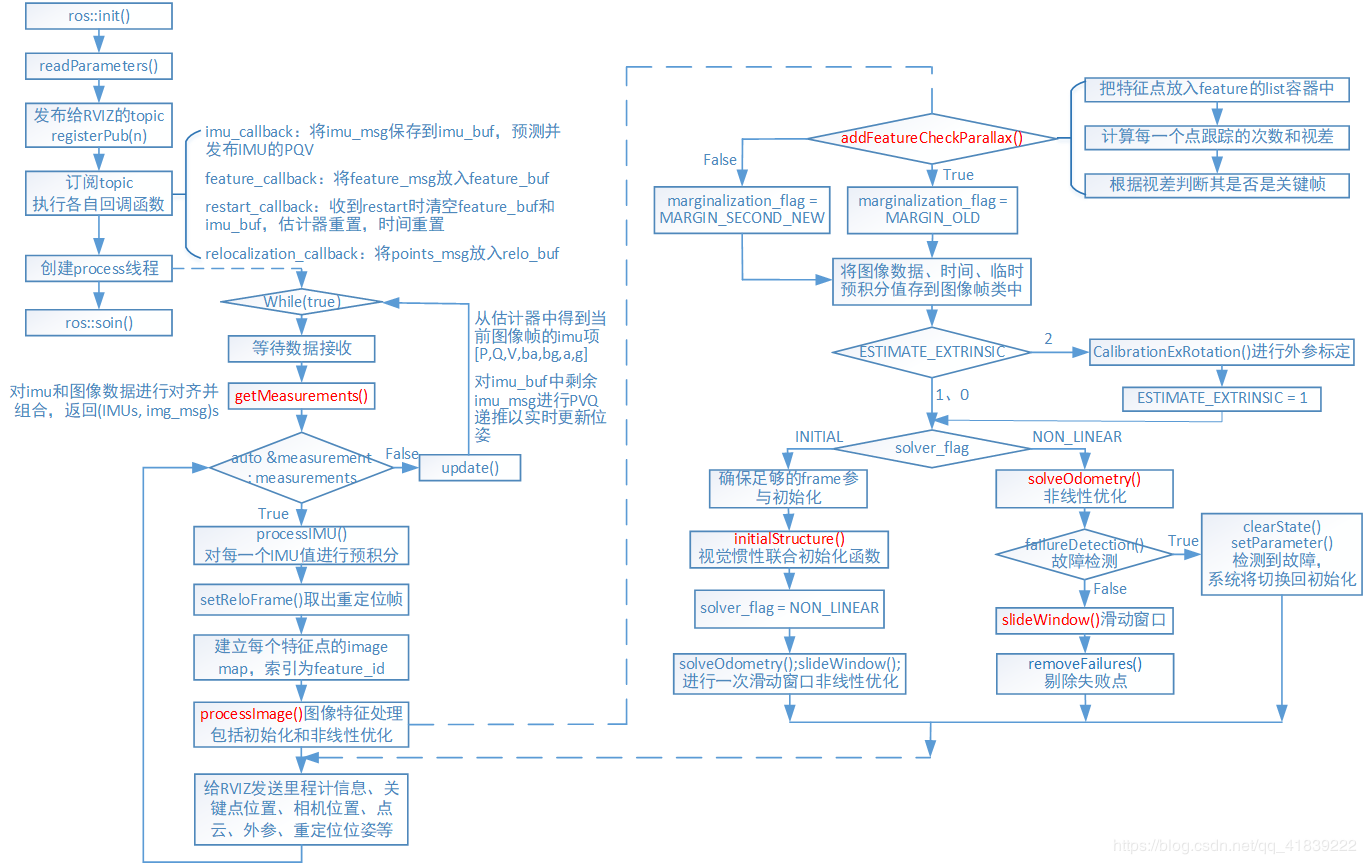 ros::init()
readParameters()
发布给RVIZ的topic
registerPub(n)
订阅topic
执行各自回调函数
创建process线程
ros::soin()
imu_callback：将imu_msg保存到imu_buf，预测并
发布IMU的PQV
feature_callback：将feature_msg放入feature_buf
restart_callback：收到restart时清空feature_buf和
imu_buf，估计器重置，时间重置
relocalization_callback：将points_msg放入relo_buf
While(true)
等待数据接收
getMeasurements()
对imu和图像数据进行对齐并
组合，返回(IMUs, img_msg)s
auto &measurement
: measurements
False
update()
从估计器中得到当
前图像帧的imu项
[P,Q,V,ba,bg,a,g]
对imu_buf中剩余
imu_msg进行PVQ
递推以实时更新位
姿
True
processIMU()
对每一个IMU值进行预积分
setReloFrame()取出重定位帧
建立每个特征点的image
map，索引为feature_id
processImage()图像特征处理
包括初始化和非线性优化
给RVIZ发送里程计信息、关
键点位置、相机位置、点
云、外参、重定位位姿等
addFeatureCheckParallax()
把特征点放入feature的list容器中
计算每一个点跟踪的次数和视差
根据视差判断其是否是关键帧
False
True
marginalization_flag =
MARGIN_SECOND_NEW
marginalization_flag =
MARGIN_OLD
将图像数据、时间、临时
预积分值存到图像帧类中
ESTIMATE_EXTRINSIC
2
CalibrationExRotation()进行外参标定
ESTIMATE_EXTRINSIC = 1
1、0
solver_flag
INITIAL
NON_LINEAR
确保足够的frame参
与初始化
initialStructure()
视觉惯性联合初始化函数
solver_flag = NON_LINEAR
solveOdometry();slideWindow();
进行一次滑动窗口非线性优化
solveOdometry()
非线性优化
failureDetection()
故障检测
True
clearState()
setParameter()
检测到故障，
系统将切换回初始化
False
slideWindow()滑动窗口
removeFailures()
剔除失败点
https://blog.csdn.net/qq_41839222